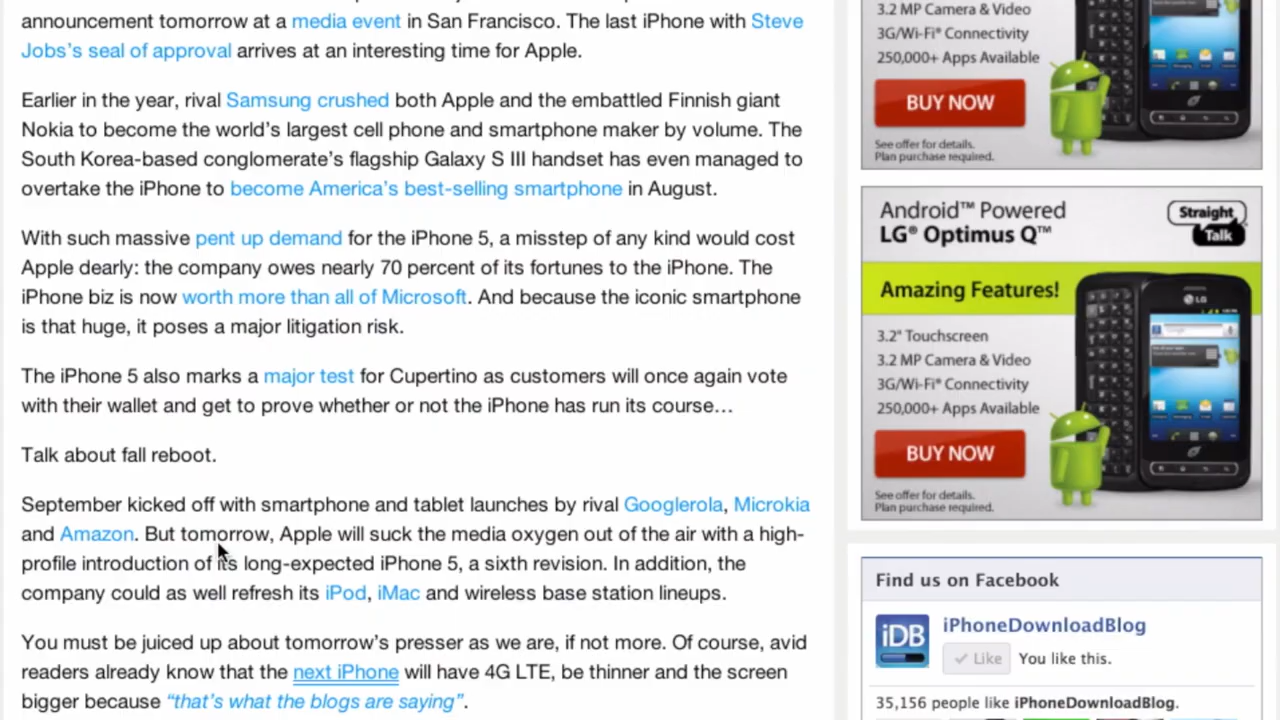 announcement tomorrow at a media event in San Francisco. The last iPhone with Steve
Jobs's seal of approval arrives at an interesting time for Apple.
Earlier in the year, rival Samsung crushed both Apple and the embattled Finnish giant
Nokia to become the world's largest cell phone and smartphone maker by volume. The
South Korea-based conglomerate's flagship Galaxy S III handset has even managed to
overtake the iPhone to become America's best-selling smartphone in August.
With such massive pent up demand for the iPhone 5, a misstep of any kind would cost
Apple dearly: the company owes nearly 70 percent of its fortunes to the iPhone. The
iPhone biz is now worth more than all of Microsoft. And because the iconic smartphone
is that huge, it poses a major litigation risk.
The iPhone 5 also marks a major test for Cupertino as customers will once again vote
with their wallet and get to prove whether or not the iPhone has run its course…
Talk about fall reboot.
September kicked off with smartphone and tablet launches by rival Googlerola, Microkia
and Amazon. But tomorrow, Apple will suck the media oxygen out of the air with a high-
profile introduction of its long-expected iPhone 5, a sixth revision. In addition, the
company could as well refresh its iPod, iMac and wireless base station lineups.
You must be juiced up about tomorrow's presser as we are, if not more. Of course, avid
readers already know that the next iPhone will have 4G LTE, be thinner and the screen
bigger because "that's what the blogs are saying".
3.2 MP Camera & Video
3G/Wi-Fi® Connectivity
250,000+ Apps Available
BUY NOW
See offer for details.
Plan purchase required.
Android™ Powered
LG® Optimus Q™
Straight
Talk
Amazing Features!
3.2" Touchscreen
3.2 MP Camera & Video
3G/Wi-Fi® Connectivity
250,000+ Apps Available
BUY NOW
See offer for details.
Plan purchase required.
LG
Find us on Facebook
iDB
iPhoneDownloadBlog
Like
You like this.
35,156 people like iPhoneDownloadBlog.